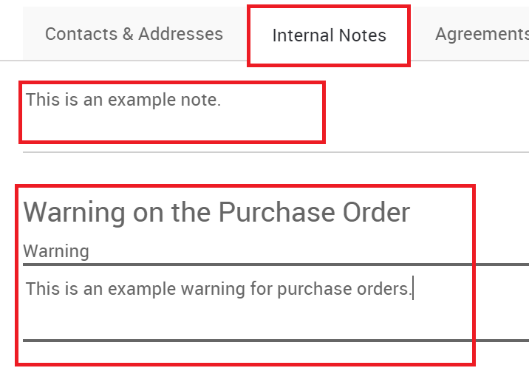 Contacts & Addresses Internal Notes Agreements
This is an example note.
Warning on the Purchase Order
Warning
This is an example warning for purchase orders.